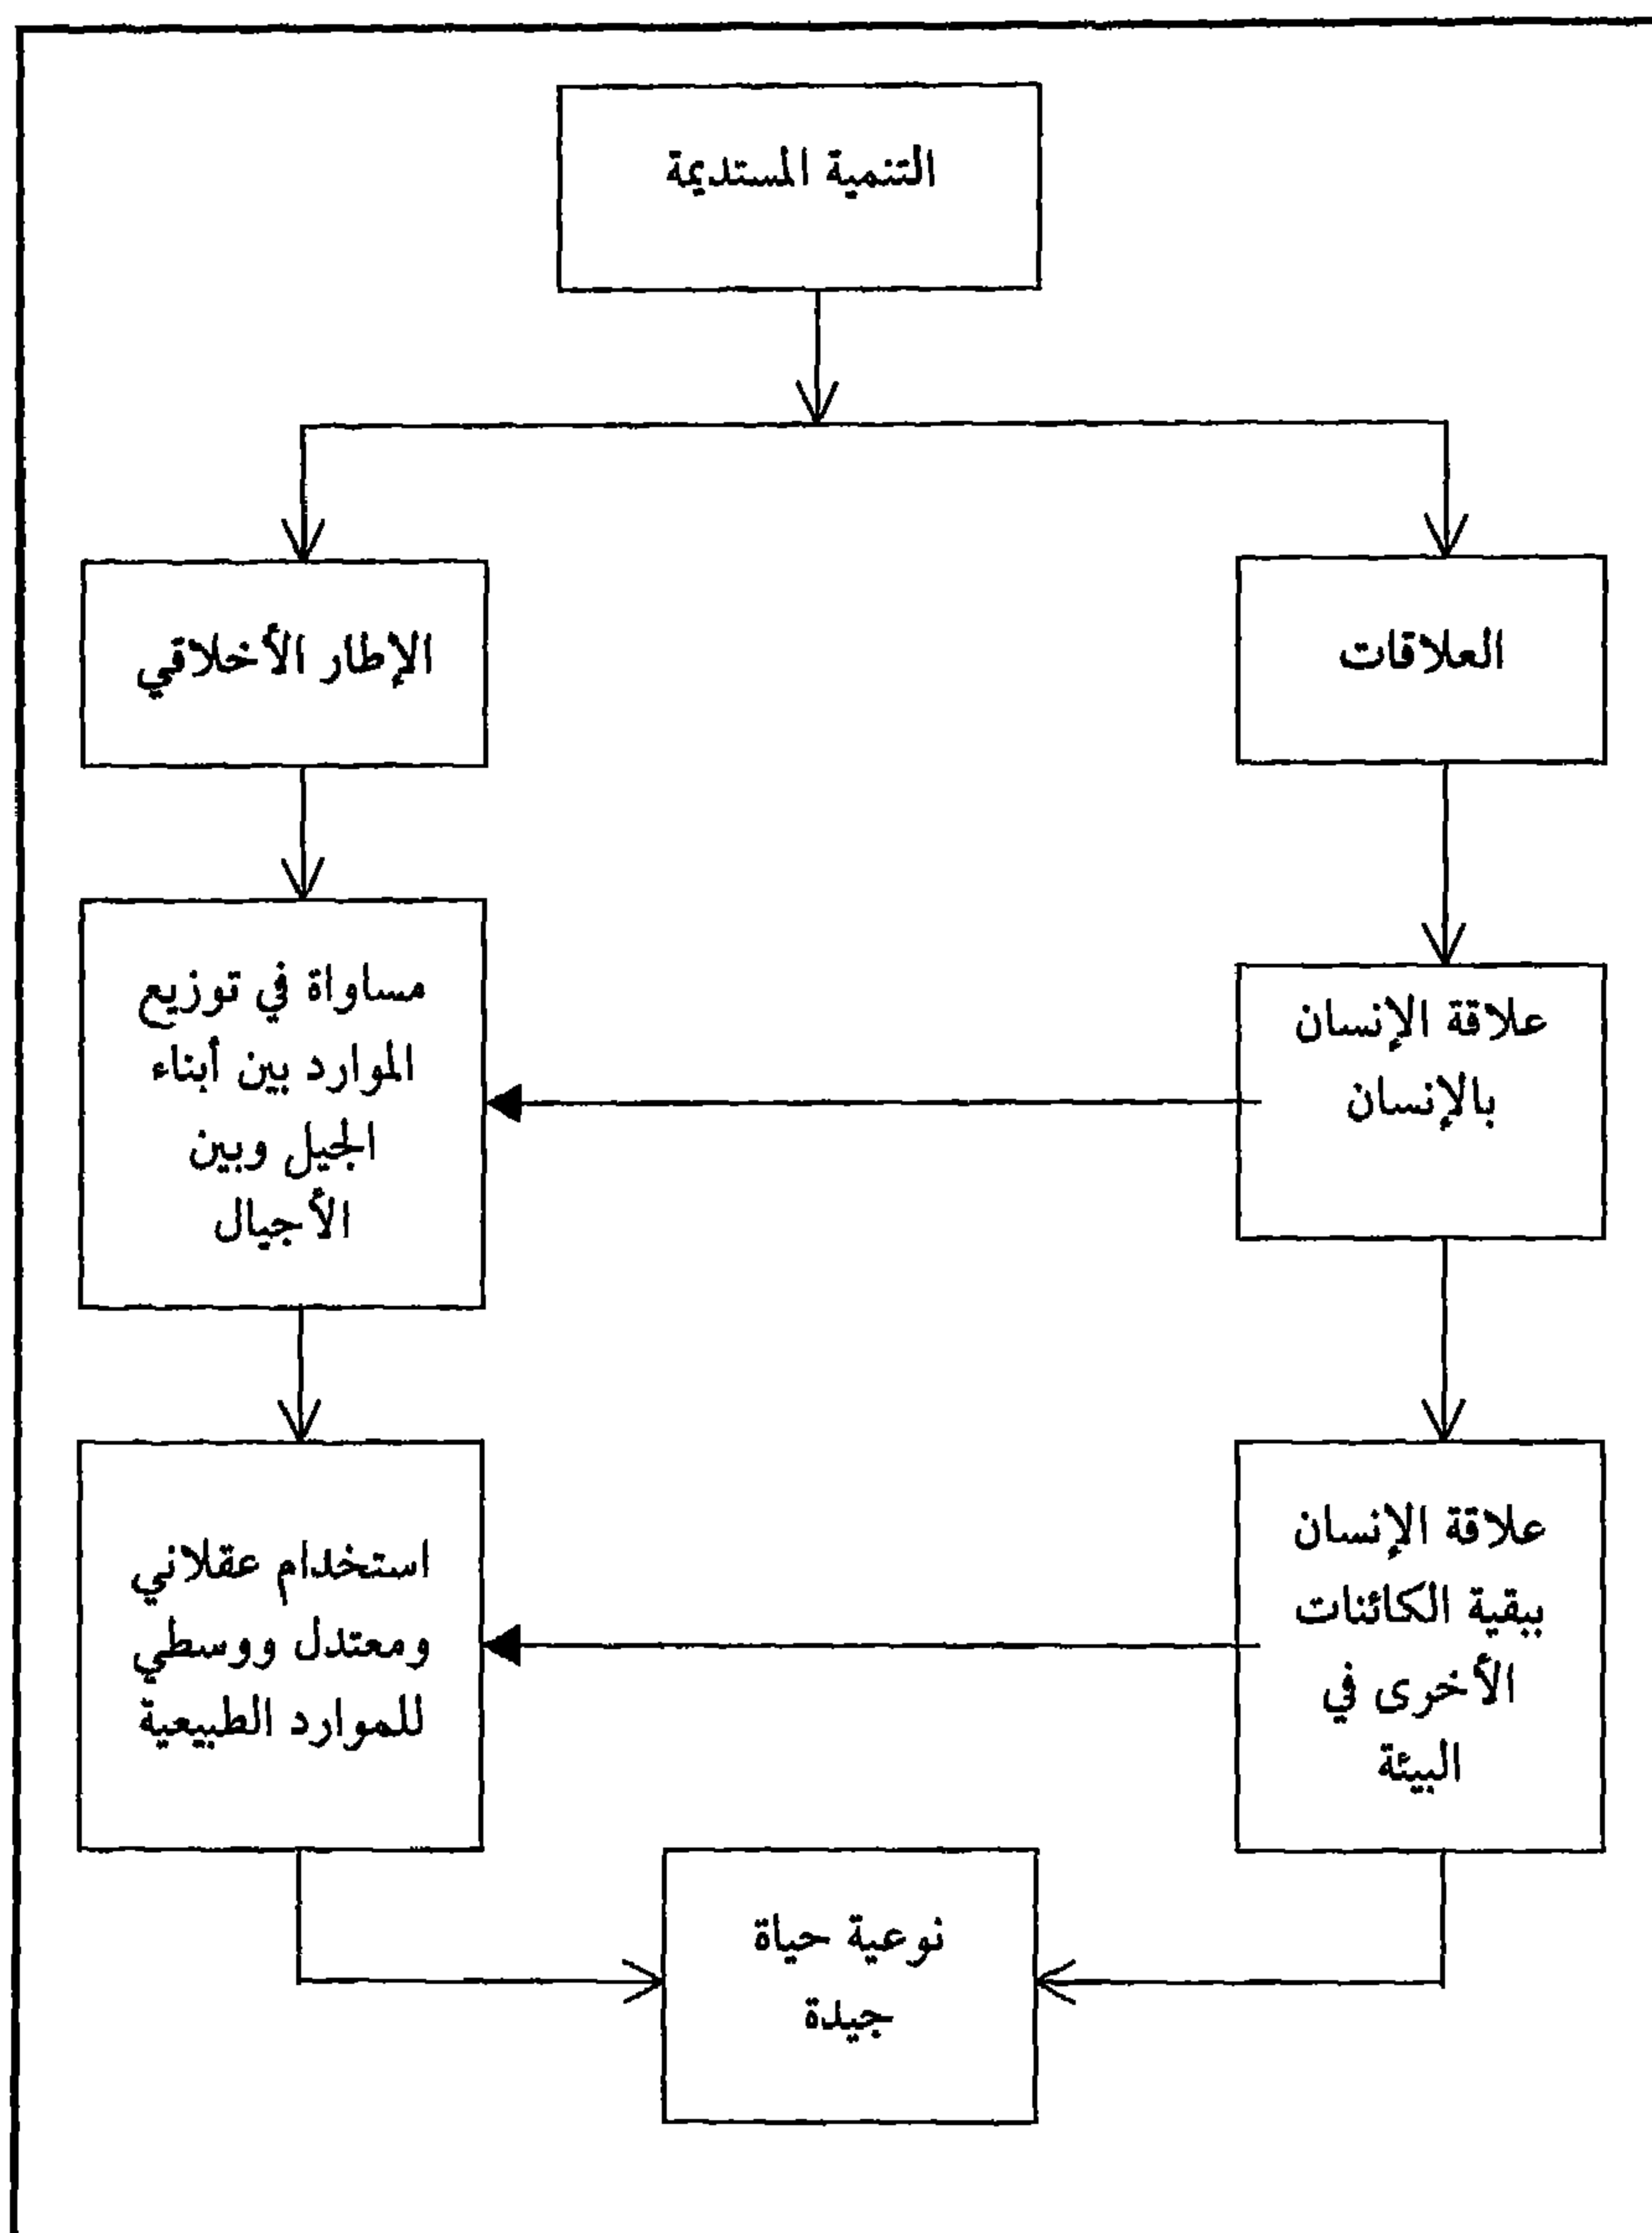 التنمية المستديمة
العلاقات
الإطار الأخلاقي
علاقة الإنسان
بالإنسان
مساواة في توزيع
الموارد بين أبناء
الجيل وبين
الأجيال
علاقة الإنسان
ببقية الكائنات
الأخرى في
البيئة
استخدام عقلاني
ومعتدل ووسطي
للموارد الطبيعية
نوعية حياة
جيدة